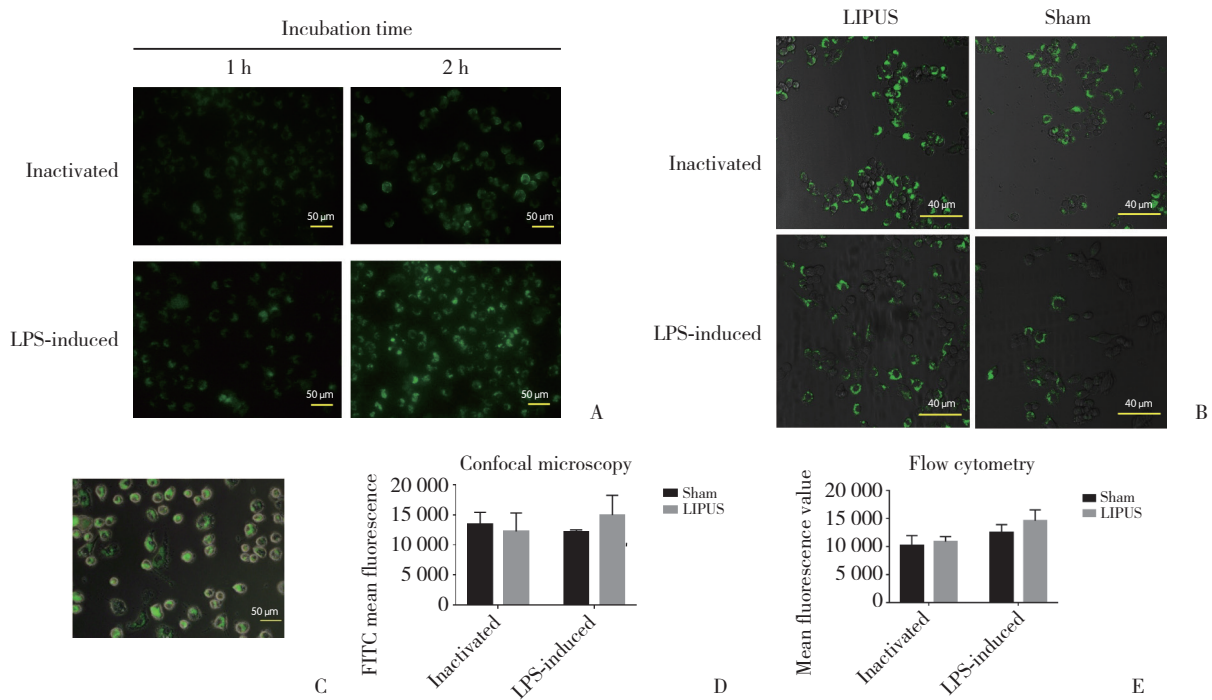 Incubation time
1 h
2 h
Inactivated
50 µm
50 µm
LPS-induced
50 µm
50 µm
A
LIPUS
Sham
Inactivated
40 µm
40 µm
LPS-induced
40 µm
40 µm
B
50 µm
C
Confocal microscopy
FITC mean fluorescence
20 000
15 000
10 000
5 000
0
Inactivated
LPS-induced
Sham
LIPUS
D
Flow cytometry
Mean fluorescence value
20 000
15 000
10 000
5 000
0
Inactivated
LPS-induced
Sham
LIPUS
E